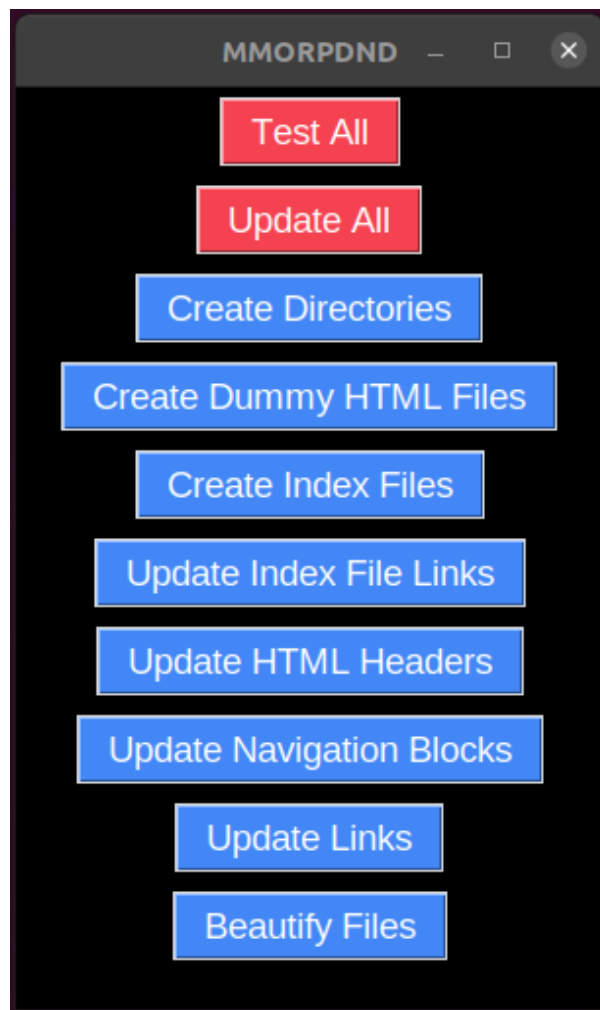 MMORPDND
Test All
Update All
Create Directories
Create Dummy HTML Files
Create Index Files
Update Index File Links
Update HTML Headers
Update Navigation Blocks
Update Links
Beautify Files